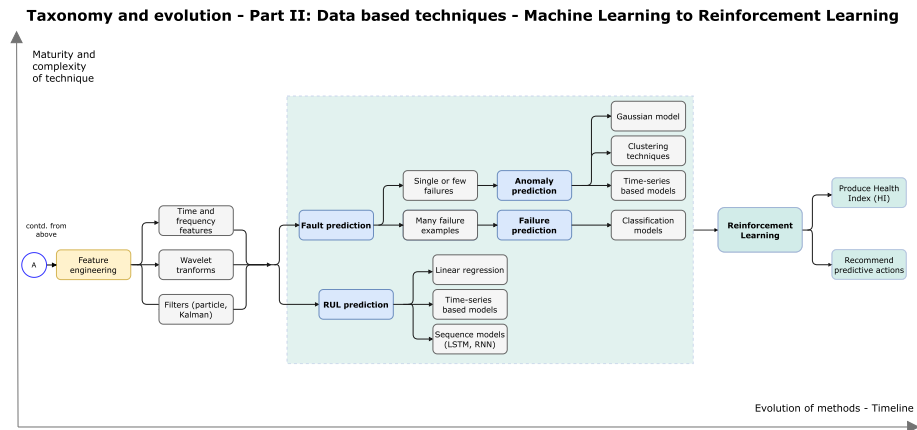 Taxonomy and evolution - Part II: Data based techniques - Machine Learning to Reinforcement Learning
Maturity and
complexity
of technique
contd. from
above
A
Feature
engineering
Time and
frequency
features
Wavelet
tranforms
Filters (particle,
Kalman)
Fault prediction
Single or few
failures
Anomaly
prediction
Gaussian model
Clustering
techniques
Time-series
based models
Many failure
examples
Failure
prediction
Classification
models
RUL prediction
Linear regression
Time-series
based models
Sequence models
(LSTM, RNN)
Reinforcement
Learning
Produce Health
Index (HI)
Recommend
predictive actions
Evolution of methods - Timeline